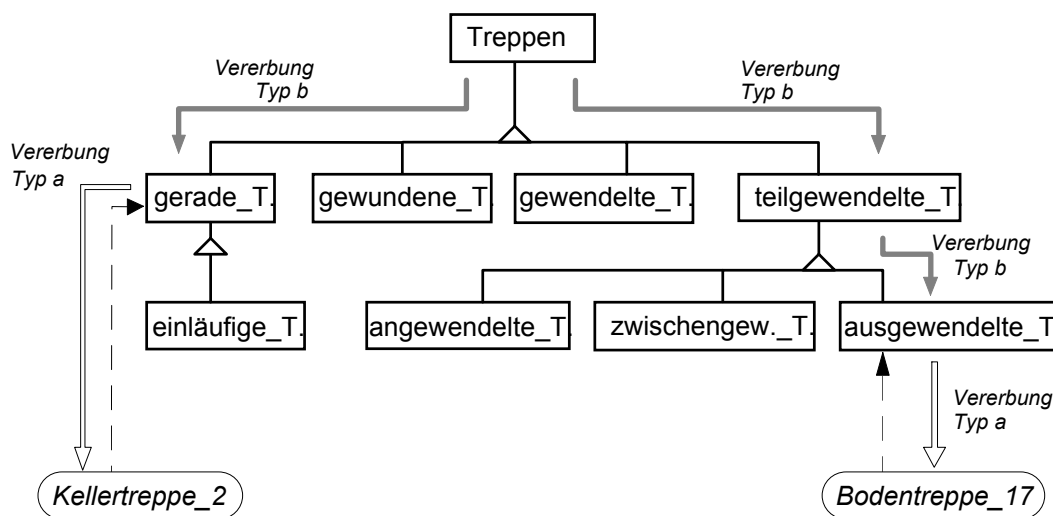 Treppen
Vererbung
Typ b
Vererbung
Typ b
Vererbung
Typ a
gerade_T.
gewundene_T.
gewendelte_T.
teilgewendelte_T.
Vererbung
Typ b
einläufige_T.
angewendelte_T.
zwischengew._T.
ausgewendelte_T.
Vererbung
Typ a
Kellertreppe_2
Bodentreppe_17